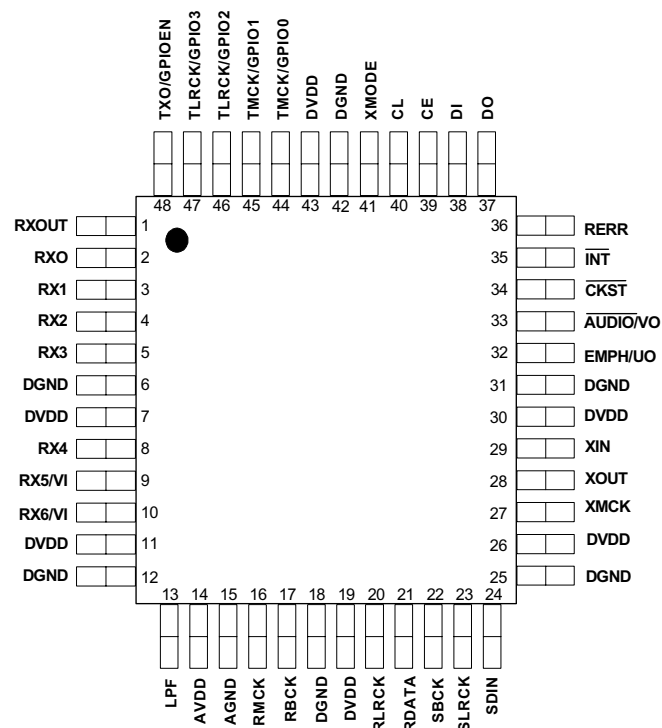 TXO/GPIOEN
TLRCK/GPIO3
TLRCK/GPIO2
TMCK/GPIO1
TMCK/GPIO0
DVDD
DGND
XMODE
CL
CE
DI
DO
48 47 46 45 44 43 42 41 40 39 38 37
RXOUT 1
RXO 2
RX1 3
RX2 4
RX3 5
DGND 6
DVDD 7
RX4 8
RX5/VI 9
RX6/VI 10
DVDD 11
DGND 12
36 RERR
35 INT
34 CKST
33 AUDIO/VO
32 EMPH/UO
31 DGND
30 DVDD
29 XIN
28 XOUT
27 XMCK
26 DVDD
25 DGND
13 14 15 16 17 18 19 20 21 22 23 24
LPF
AVDD
AGND
RMCK
RBCK
DGND
DVDD
RLRCK
RDATA
SBCK
SLRCK
SDIN